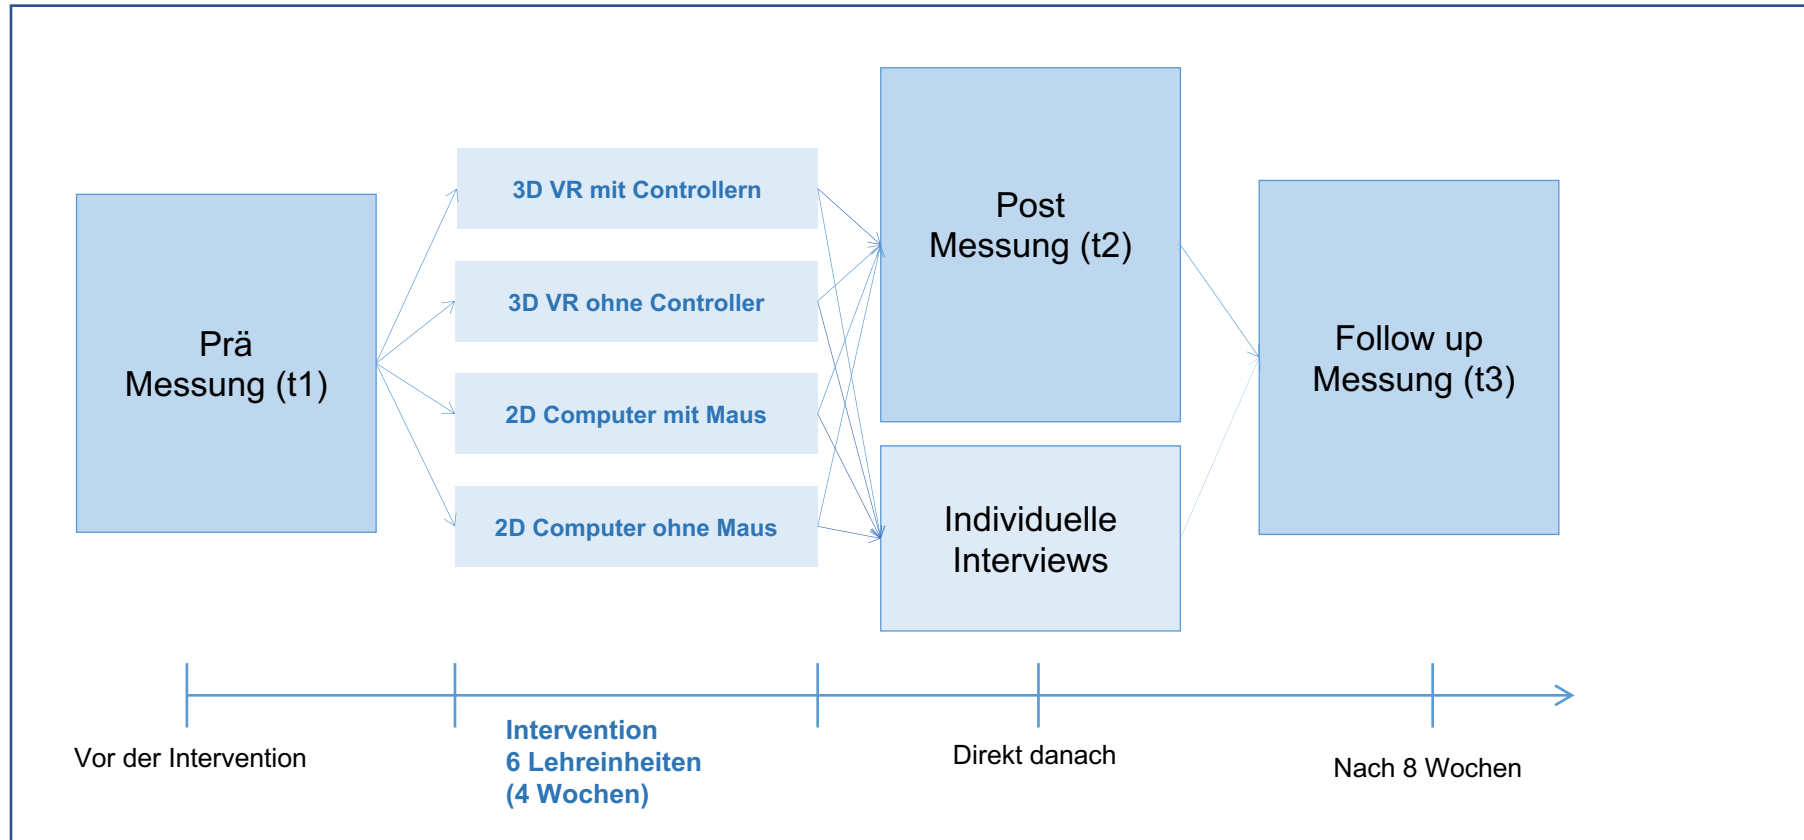 Prä
Messung (t1)
3D VR mit Controllern
3D VR ohne Controller
2D Computer mit Maus
2D Computer ohne Maus
Post
Messung (t2)
Individuelle
Interviews
Follow up
Messung (t3)
Vor der Intervention
Intervention
6 Lehreinheiten
(4 Wochen)
Direkt danach
Nach 8 Wochen